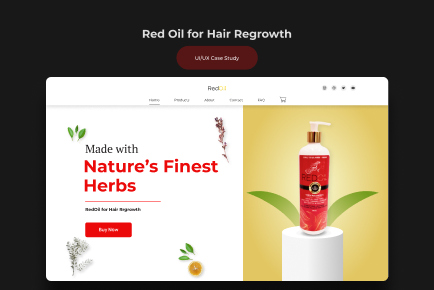 Red Oil for Hair Regrowth
UI/UX Case Study
RedOil
Home Products About Contact FAQ
Made with
Nature's Finest
Herbs
RedOil for Hair Regrowth
Buy Now